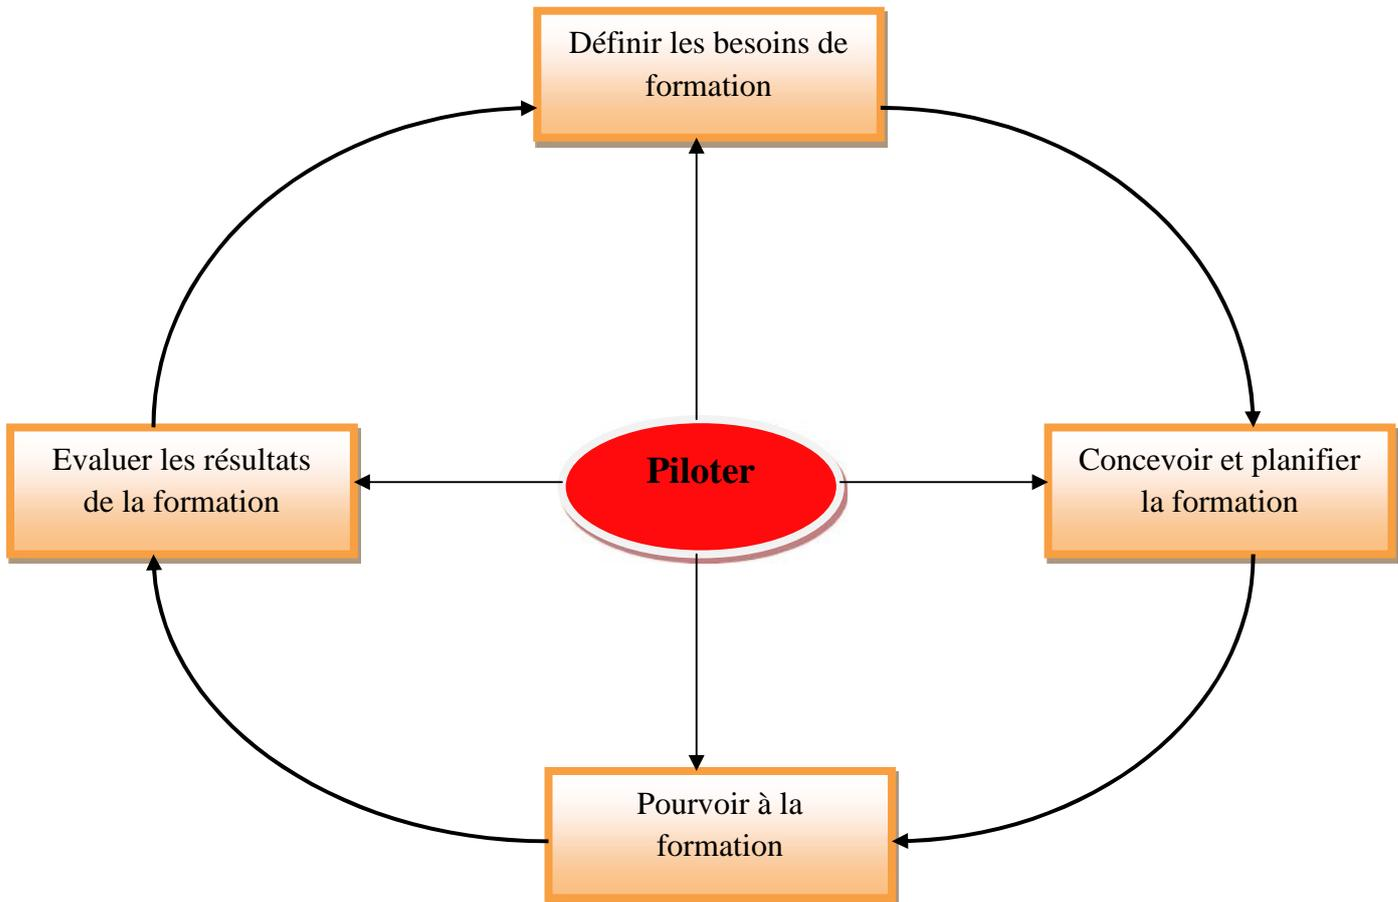 Définir les besoins de
formation
Evaluer les résultats
de la formation
Piloter
Concevoir et planifier
la formation
Pourvoir à la
formation